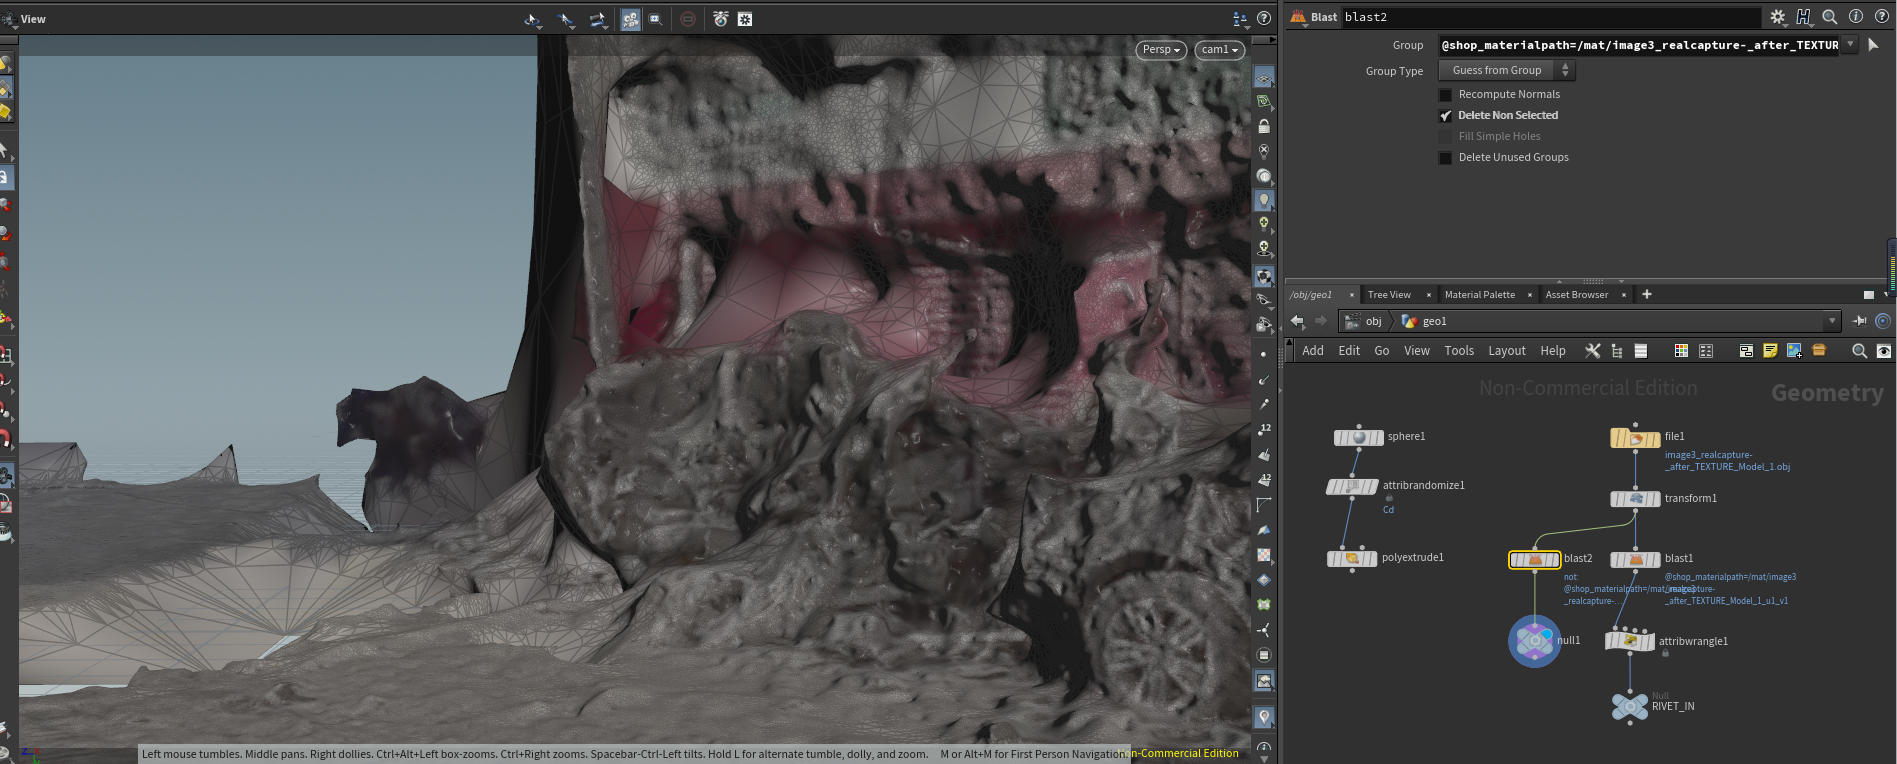 View
Persp
cam1
12
12
Left mouse tumbles. Middle pans. Right dollies. Ctrl+Alt+Left box-zooms. Ctrl+Right zooms. Spacebar-Ctrl-Left tilts. Hold L for alternate tumble, dolly, and zoom. M or Alt+M for First Person Navigation.
n-Commercial Edition
Blast blast2
Group @shop_materialpath=/mat/image3_realcapture-_after_TEXTUR
Group Type Guess from Group
Recompute Normals
Delete Non Selected
Fill Simple Holes
Delete Unused Groups
/obj/geo1 Tree View Material Palette Asset Browser
obj geo1
Add Edit Go View Tools Layout Help
Non-Commercial Edition
Geometry
sphere1
attribrandomize1
Cd
polyextrude1
file1
image3_realcapture-
_after_TEXTURE_Model_1.obj
transform1
blast2
not:
@shop_materialpath=/mat/image3
_realcapture-...
blast1
@shop_materialpath=/mat/image3
_after_TEXTURE_Model_1_u1_v1
null1
attribwrangle1
Null
RIVET_IN